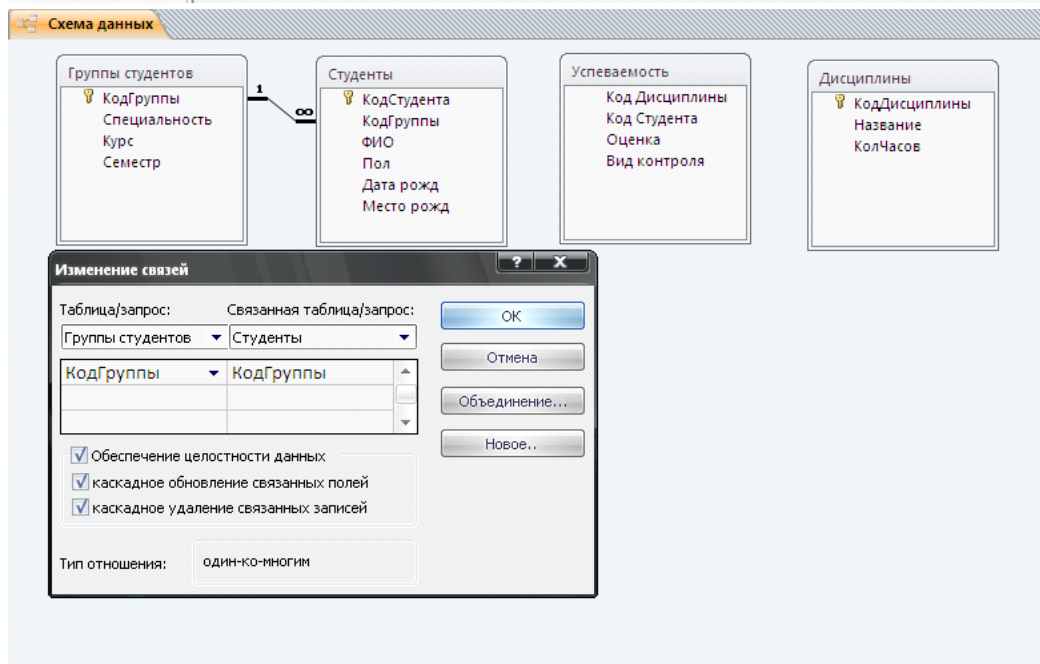 Схема данных
Группы студентов
КодГруппы
Специальность
Курс
Семестр
1
∞
Студенты
КодСтудента
КодГруппы
ФИО
Пол
Дата рожд
Место рожд
Успеваемость
Код Дисциплины
Код Студента
Оценка
Вид контроля
Дисциплины
КодДисциплины
Название
КолЧасов
Изменение связей
? X
Таблица/запрос: Связанная таблица/запрос:
Группы студентов Студенты
КодГруппы КодГруппы
Обеспечение целостности данных
каскадное обновление связанных полей
каскадное удаление связанных записей
Тип отношения: один-ко-многим
ОК
Отмена
Объединение...
Новое..